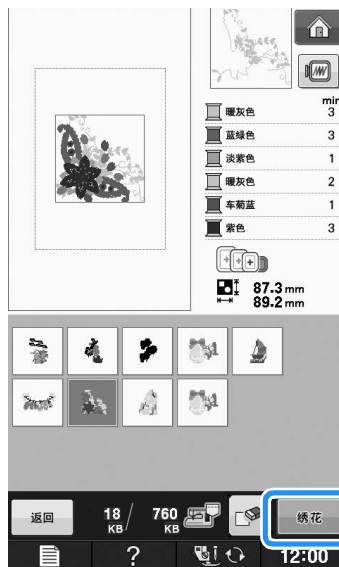 min
暖灰色 3
蓝绿色 3
淡紫色 1
暖灰色 2
车菊蓝 1
紫色 3
87.3 mm
89.2 mm
返回
18 KB / 760 KB
绣花
?
12:00